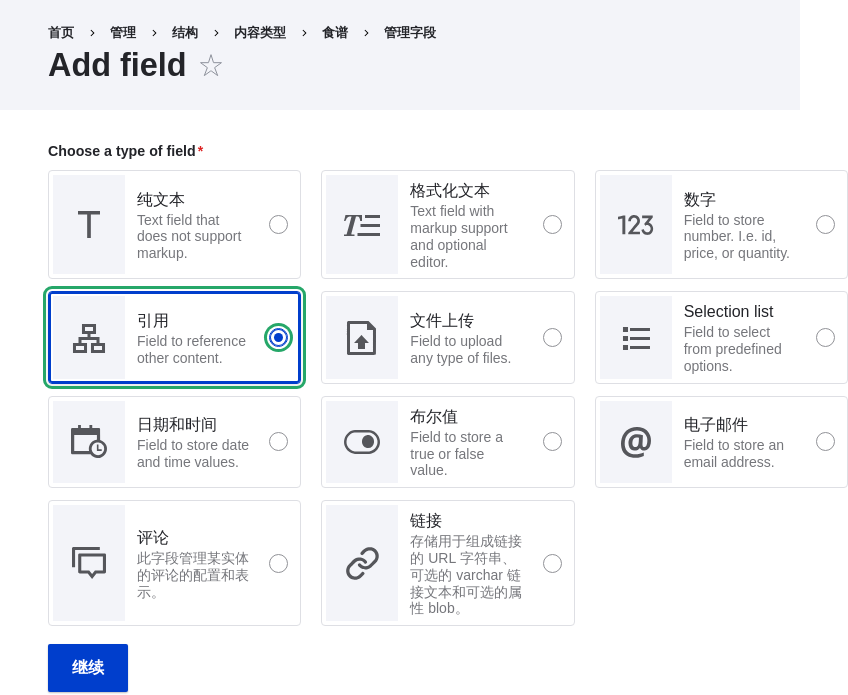 首页 › 管理 › 结构 › 内容类型 › 食谱 › 管理字段
Add field ☆
Choose a type of field*
纯文本
Text field that
does not support
markup.
格式化文本
Text field with
markup support
and optional
editor.
123
数字
Field to store
number. I.e. id,
price, or quantity.
引用
Field to reference
other content.
文件上传
Field to upload
any type of files.
Selection list
Field to select
from predefined
options.
日期和时间
Field to store date
and time values.
布尔值
Field to store a
true or false
value.
@
电子邮件
Field to store an
email address.
评论
此字段管理某实体
的评论的配置和表
示。
链接
存储用于组成链接
的 URL 字符串、
可选的 varchar 链
接文本和可选的属
性 blob。
继续